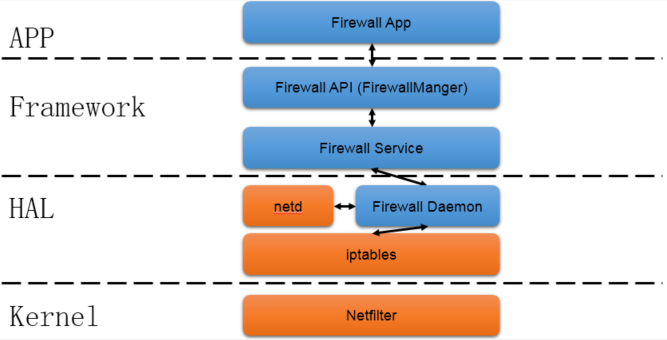 Firewall App
APP
Firewall API (FirewallManger)
Framework
Firewall Service
netd
Firewall Daemon
HAL
iptables
Kernel
Netfilter